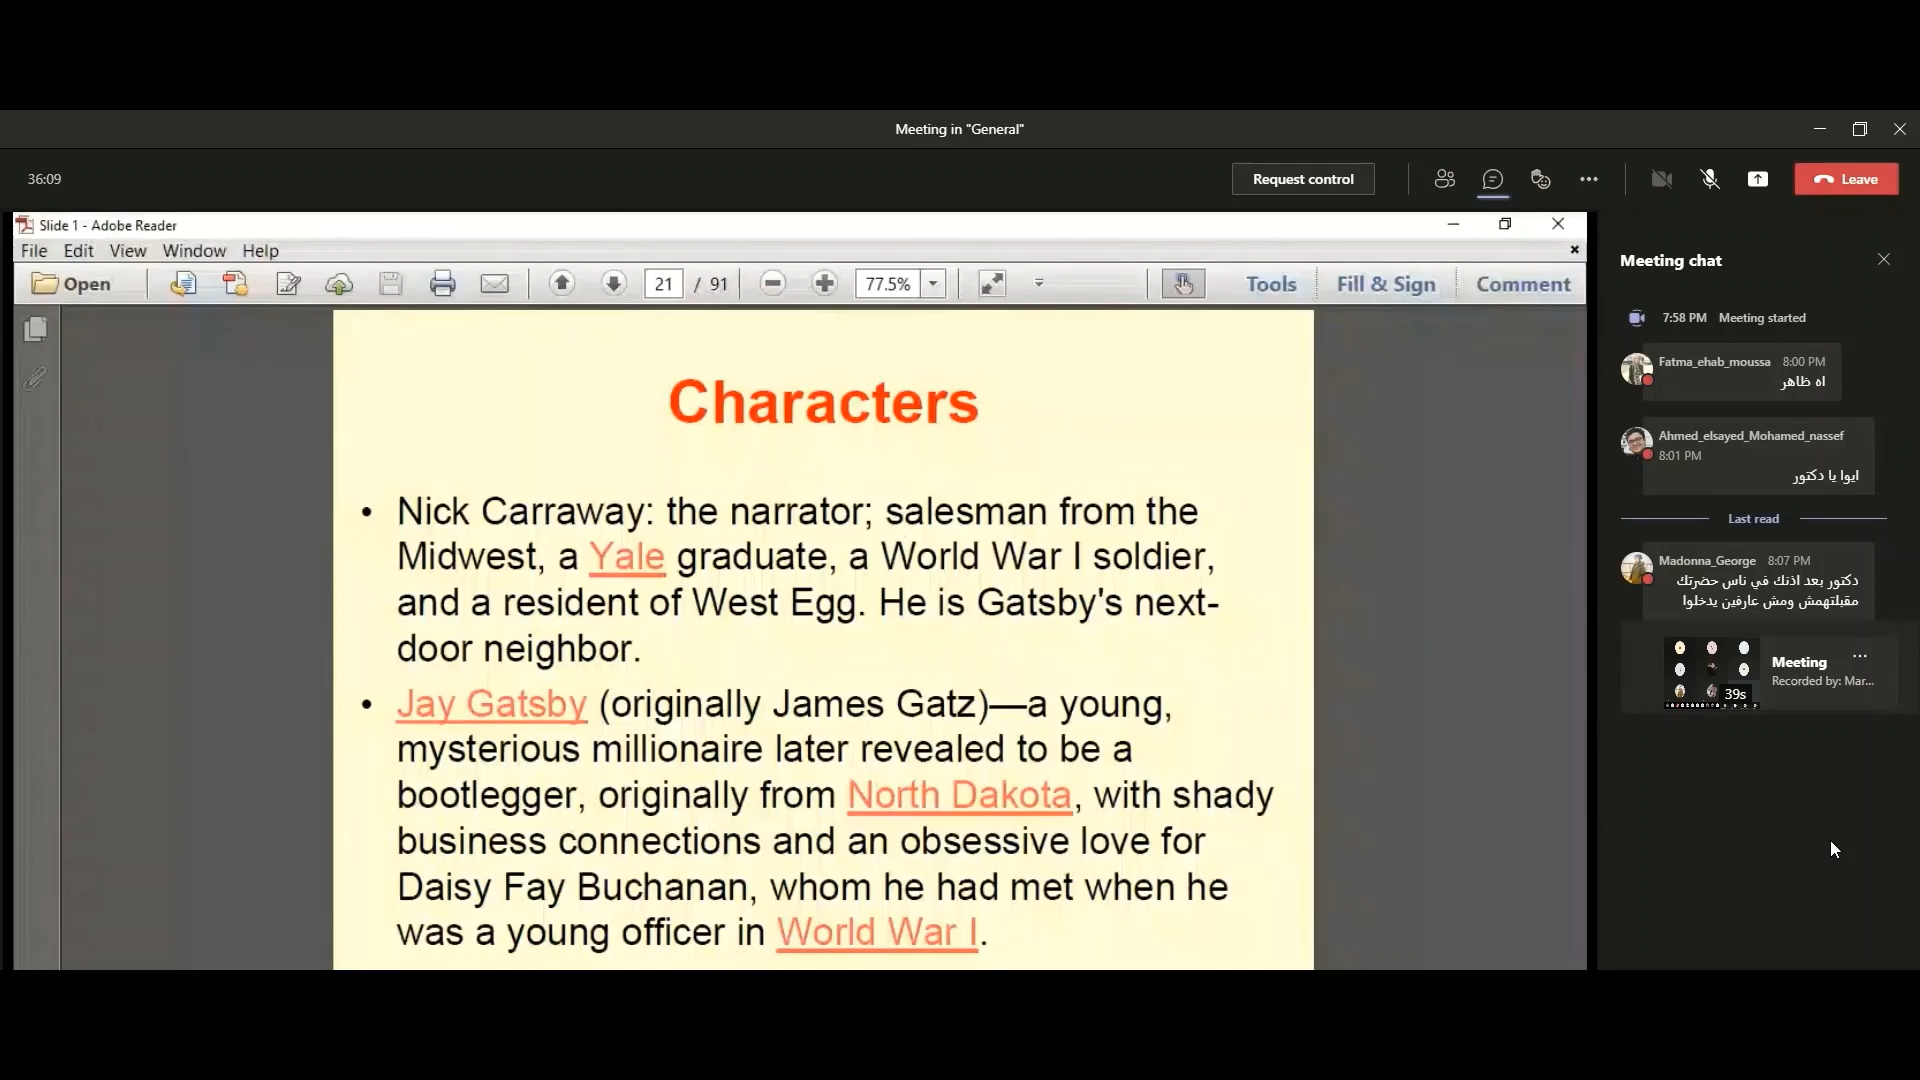 Meeting in "General"
36:09
Request control
Leave
Slide 1 - Adobe Reader
File Edit View Window Help
Open
21 / 91
77.5%
Tools
Fill & Sign
Comment
Characters
• Nick Carraway: the narrator; salesman from the
Midwest, a Yale graduate, a World War I soldier,
and a resident of West Egg. He is Gatsby's next-
door neighbor.
• Jay Gatsby (originally James Gatz)—a young,
mysterious millionaire later revealed to be a
bootlegger, originally from North Dakota, with shady
business connections and an obsessive love for
Daisy Fay Buchanan, whom he had met when he
was a young officer in World War I.
Meeting chat
7:58 PM Meeting started
Fatma_ehab_moussa 8:00 PM
اه ظاهر
Ahmed_elsayed_Mohamed_nassef
8:01 PM
ايوا يا دكتور
Last read
Madonna_George 8:07 PM
دكتور بعد اذنك في ناس حضرتك
مقبلتهمش ومش عارفين يدخلوا
39s
Meeting
Recorded by: Mar...